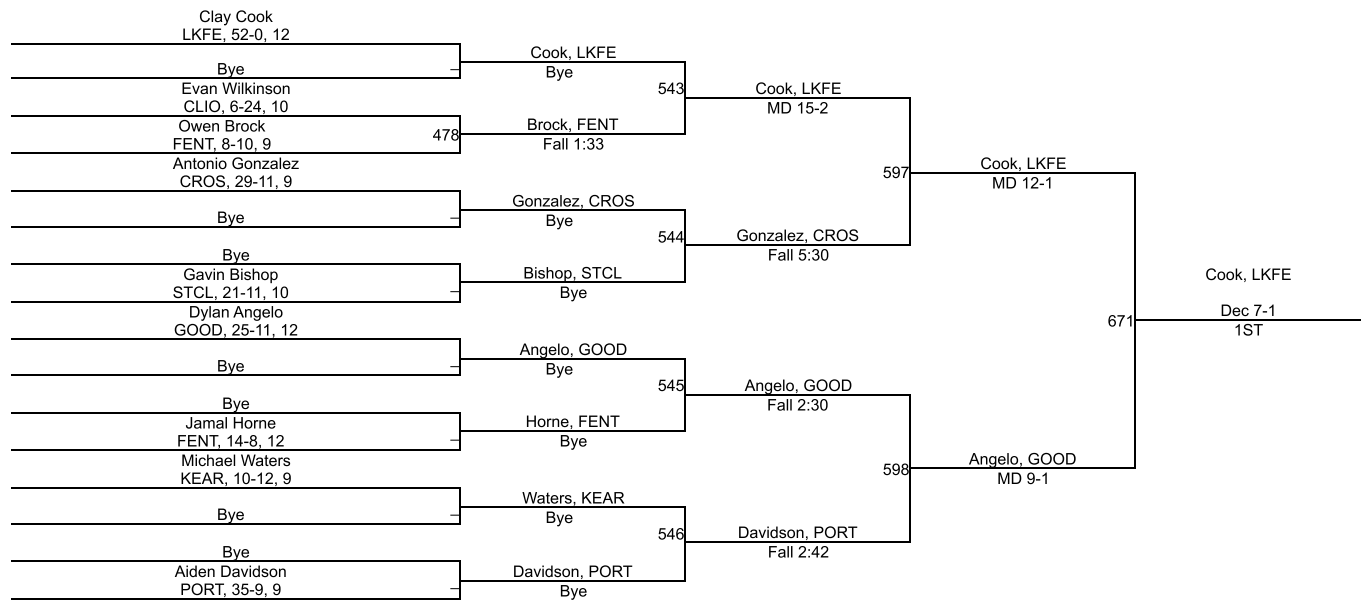 Clay Cook
LKFE, 52-0, 12
Bye
–
Evan Wilkinson
CLIO, 6-24, 10
Owen Brock
FENT, 8-10, 9
478
Antonio Gonzalez
CROS, 29-11, 9
Bye
–
Bye
Gavin Bishop
STCL, 21-11, 10
–
Dylan Angelo
GOOD, 25-11, 12
Bye
–
Bye
Jamal Horne
FENT, 14-8, 12
–
Michael Waters
KEAR, 10-12, 9
Bye
–
Bye
Aiden Davidson
PORT, 35-9, 9
–
Cook, LKFE
Bye
543
Brock, FENT
Fall 1:33
Gonzalez, CROS
Bye
544
Bishop, STCL
Bye
Angelo, GOOD
Bye
545
Horne, FENT
Bye
Waters, KEAR
Bye
546
Davidson, PORT
Bye
Cook, LKFE
MD 15-2
597
Gonzalez, CROS
Fall 5:30
Angelo, GOOD
Fall 2:30
598
Davidson, PORT
Fall 2:42
Cook, LKFE
MD 12-1
671
Angelo, GOOD
MD 9-1
Cook, LKFE
Dec 7-1
1ST